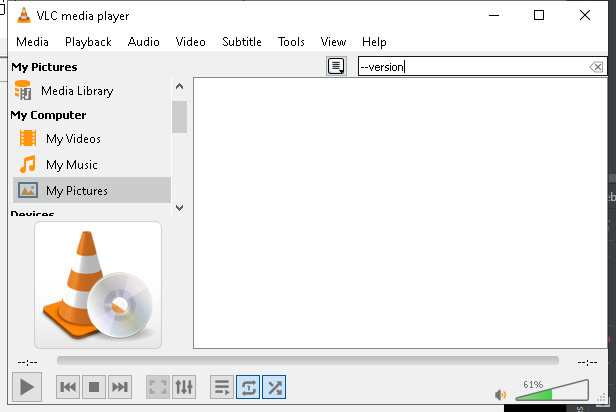 VLC media player
Media Playback Audio Video Subtitle Tools View Help
My Pictures
--version
Media Library
My Computer
My Videos
My Music
My Pictures
Devices
--:-- --:--
61%